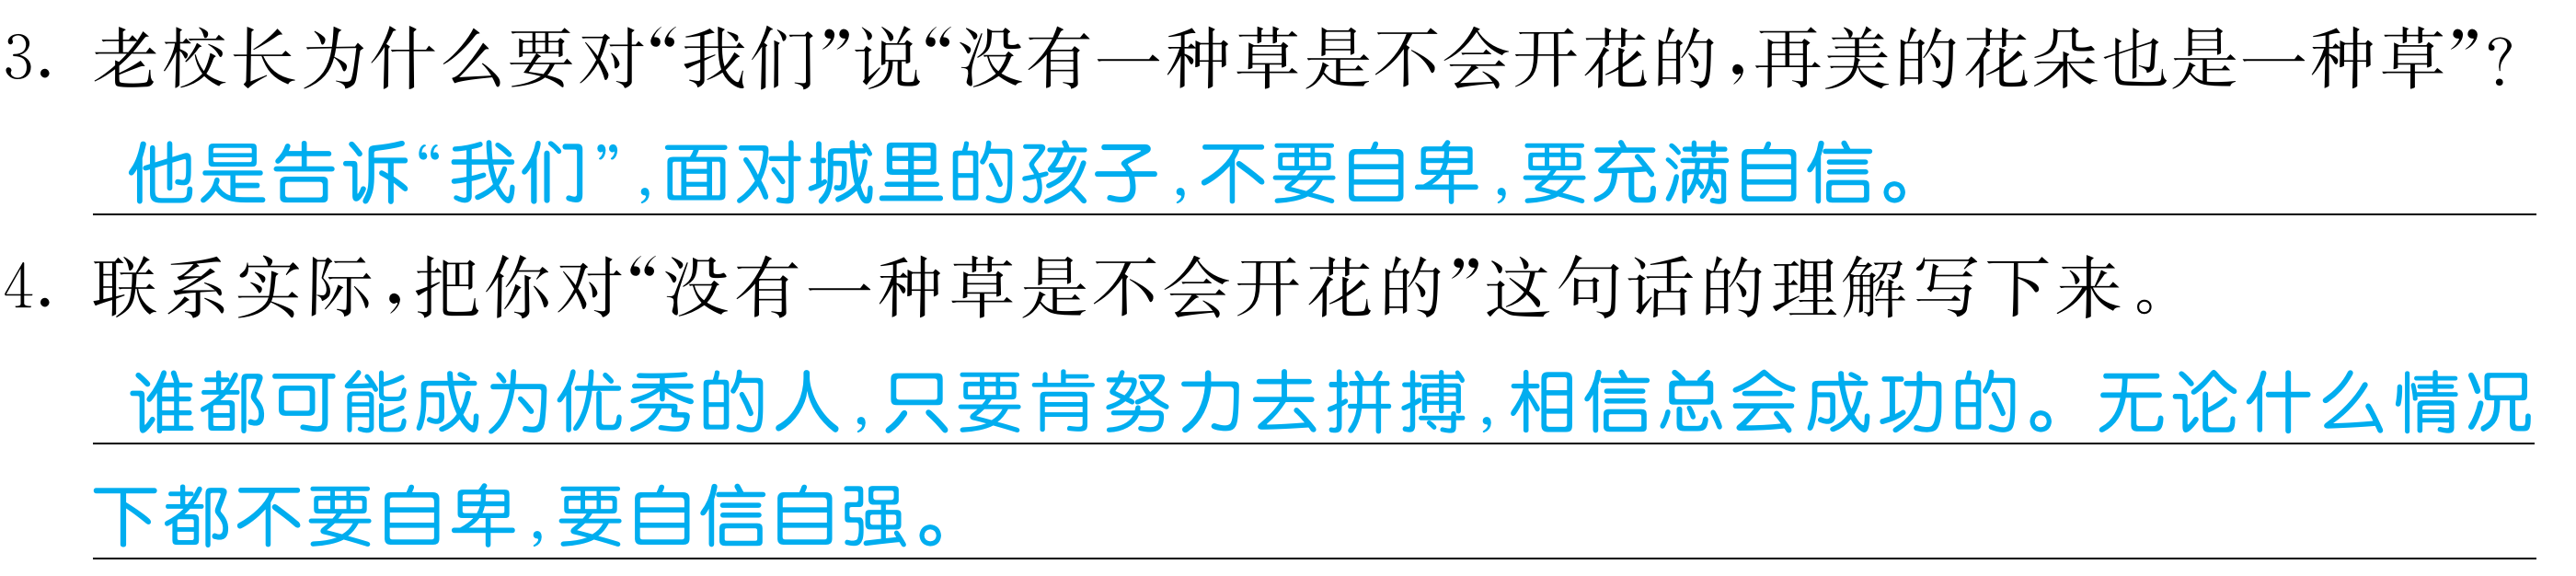 3. 老校长为什么要对“我们”说“没有一种草是不会开花的,再美的花朵也是一种草”?
他是告诉“我们”,面对城里的孩子,不要自卑,要充满自信。
4. 联系实际,把你对“没有一种草是不会开花的”这句话的理解写下来。
谁都可能成为优秀的人,只要肯努力去拼搏,相信总会成功的。无论什么情况
下都不要自卑,要自信自强。